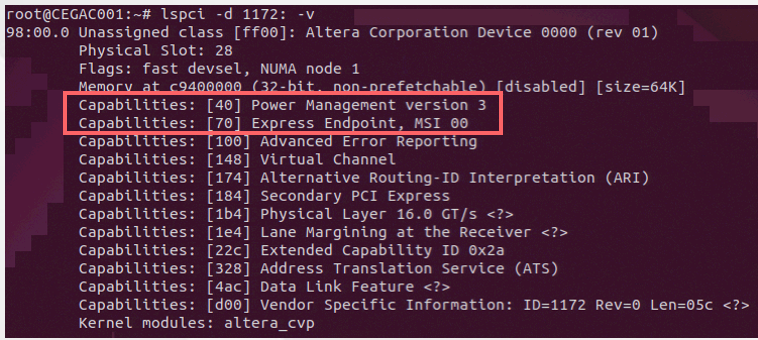 root@CEGAC001:~# lspci -d 1172: -v
98:00.0 Unassigned class [ff00]: Altera Corporation Device 0000 (rev 01)
Physical Slot: 28
Flags: fast devsel, NUMA node 1
Memory at c9400000 (32-bit, non-prefetchable) [disabled] [size=64K]
Capabilities: [40] Power Management version 3
Capabilities: [70] Express Endpoint, MSI 00
Capabilities: [100] Advanced Error Reporting
Capabilities: [148] Virtual Channel
Capabilities: [174] Alternative Routing-ID Interpretation (ARI)
Capabilities: [184] Secondary PCI Express
Capabilities: [1b4] Physical Layer 16.0 GT/s <?>
Capabilities: [1e4] Lane Margining at the Receiver <?>
Capabilities: [22c] Extended Capability ID 0x2a
Capabilities: [328] Address Translation Service (ATS)
Capabilities: [4ac] Data Link Feature <?>
Capabilities: [d00] Vendor Specific Information: ID=1172 Rev=0 Len=05c <?>
Kernel modules: altera_cvp